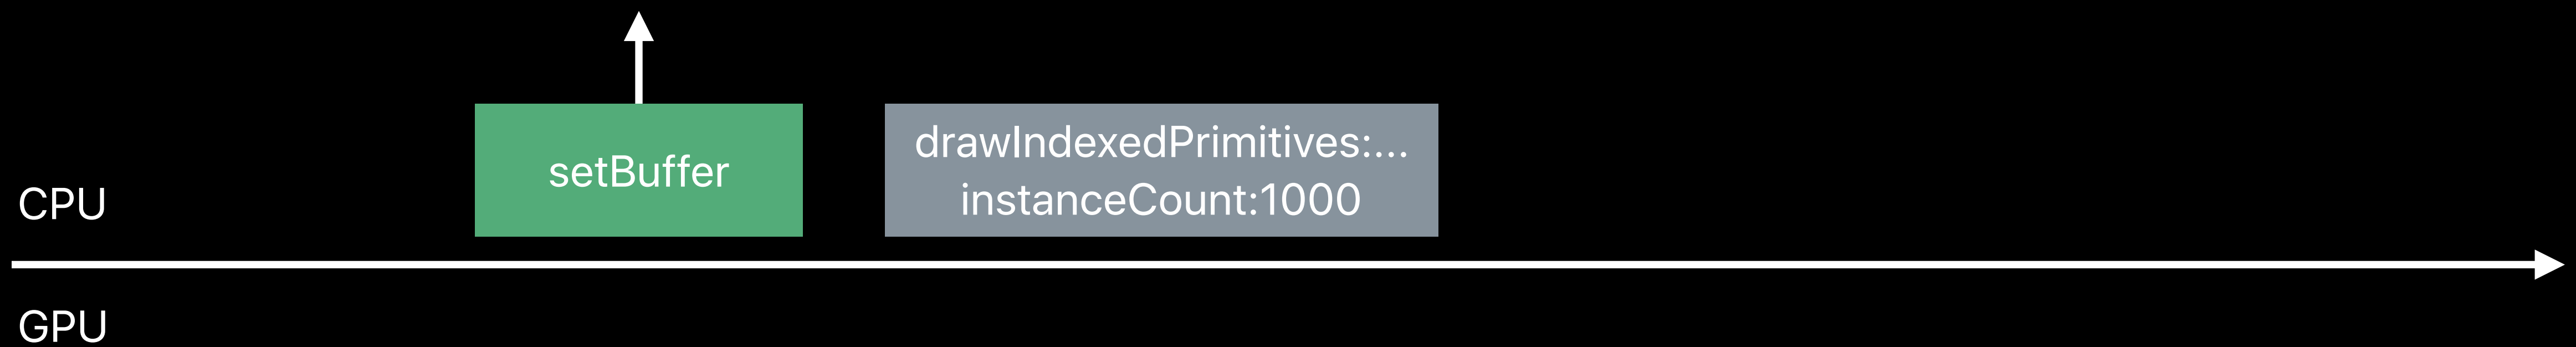 setBuffer
drawIndexedPrimitives:...
instanceCount:1000
CPU
GPU